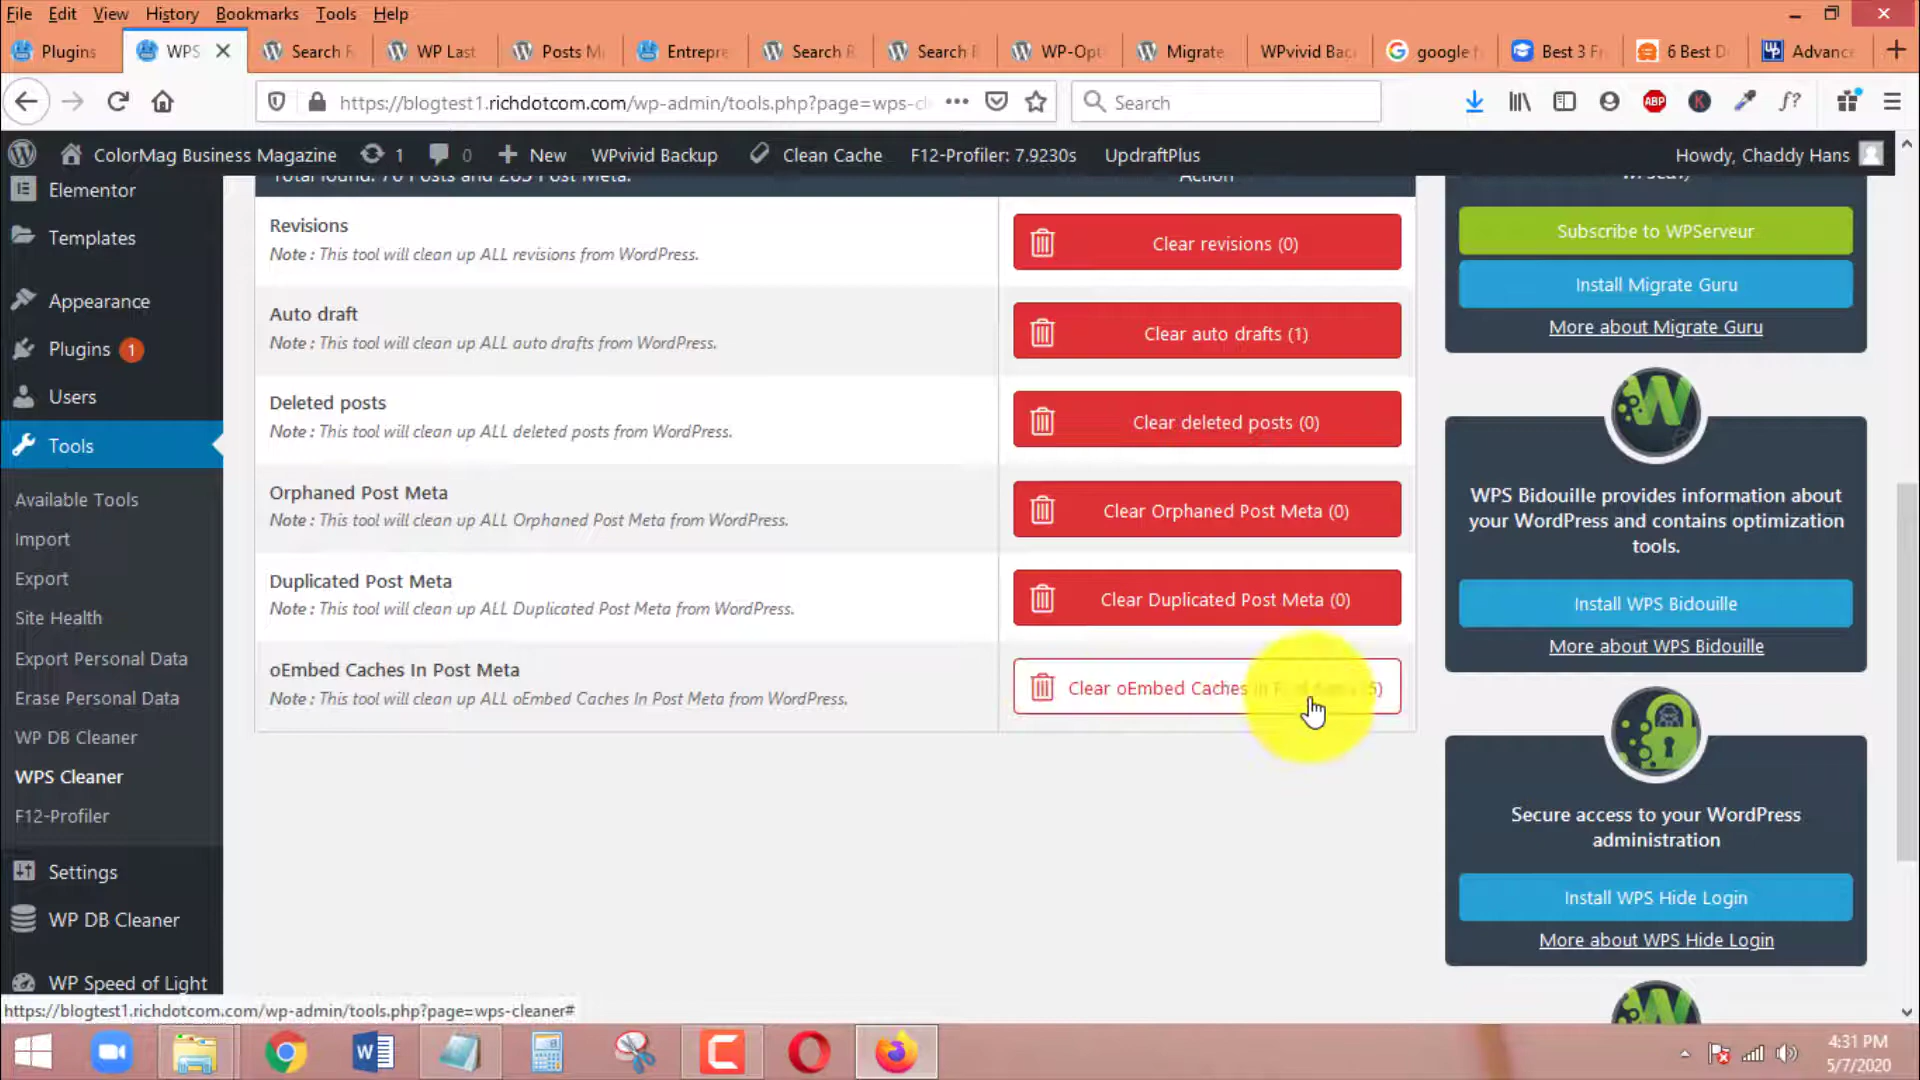 File Edit View History Bookmarks Tools Help
Plugins
WPS
Search R
WP Last
Posts M
Entrepre
Search R
Search R
WP-Opt
Migrate
WPvivid Bac
google f
Best 3 Fr
6 Best D
Advanc
https://blogtest1.richdotcom.com/wp-admin/tools.php?page=wps-cl
Search
ABP
K
f?
ColorMag Business Magazine 1 0 New WPvivid Backup Clean Cache F12-Profiler: 7.9230s UpdraftPlus Howdy, Chaddy Hans
Elementor
Templates
Appearance
Plugins 1
Users
Tools
Available Tools
Import
Export
Site Health
Export Personal Data
Erase Personal Data
WP DB Cleaner
WPS Cleaner
F12-Profiler
Settings
WP DB Cleaner
WP Speed of Light
Total found: 70 Posts and 285 Post Meta. Action
Revisions
Note : This tool will clean up ALL revisions from WordPress.
Clear revisions (0)
Auto draft
Note : This tool will clean up ALL auto drafts from WordPress.
Clear auto drafts (1)
Deleted posts
Note : This tool will clean up ALL deleted posts from WordPress.
Clear deleted posts (0)
Orphaned Post Meta
Note : This tool will clean up ALL Orphaned Post Meta from WordPress.
Clear Orphaned Post Meta (0)
Duplicated Post Meta
Note : This tool will clean up ALL Duplicated Post Meta from WordPress.
Clear Duplicated Post Meta (0)
oEmbed Caches In Post Meta
Note : This tool will clean up ALL oEmbed Caches In Post Meta from WordPress.
Clear oEmbed Caches In
Subscribe to WPServeur
Install Migrate Guru
More about Migrate Guru
WPS Bidouille provides information about
your WordPress and contains optimization
tools.
Install WPS Bidouille
More about WPS Bidouille
Secure access to your WordPress
administration
Install WPS Hide Login
More about WPS Hide Login
https://blogtest1.richdotcom.com/wp-admin/tools.php?page=wps-cleaner#
4:31 PM
5/7/2020